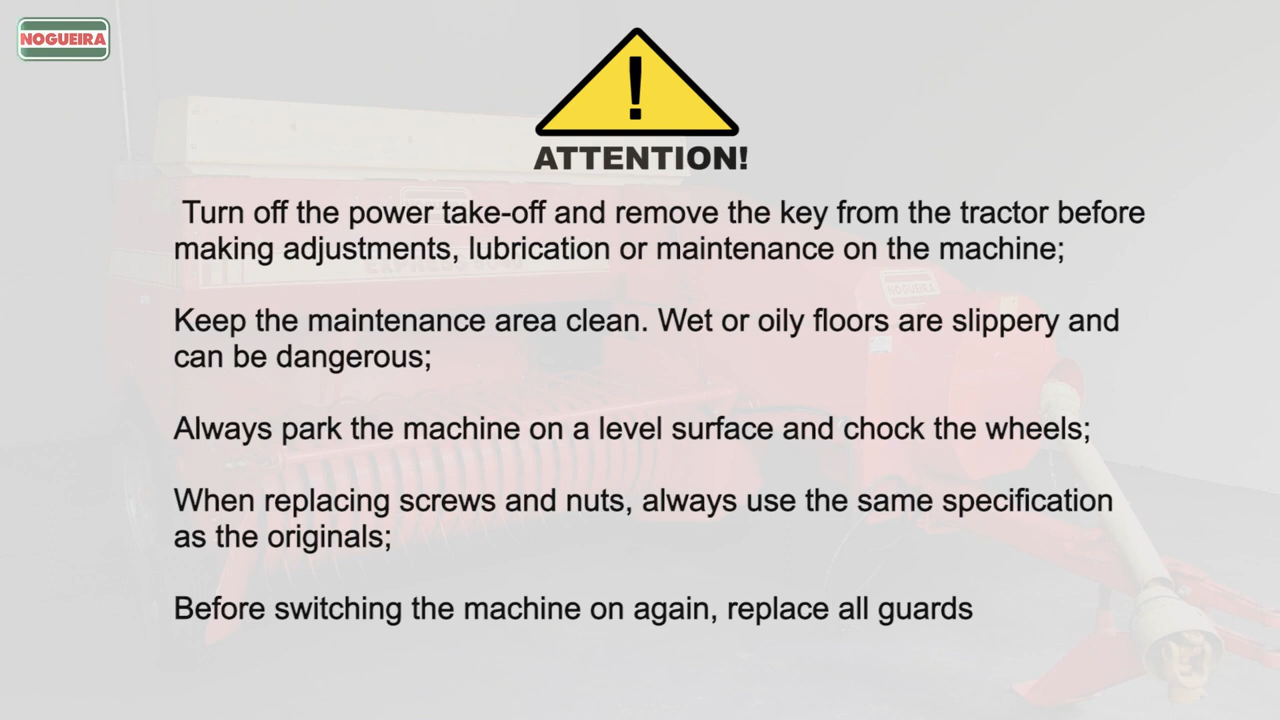 NOGUEIRA
!
ATTENTION!
Turn off the power take-off and remove the key from the tractor before
making adjustments, lubrication or maintenance on the machine;
Keep the maintenance area clean. Wet or oily floors are slippery and
can be dangerous;
NOGUEIRA
Always park the machine on a level surface and chock the wheels;
When replacing screws and nuts, always use the same specification
as the originals;
Before switching the machine on again, replace all guards